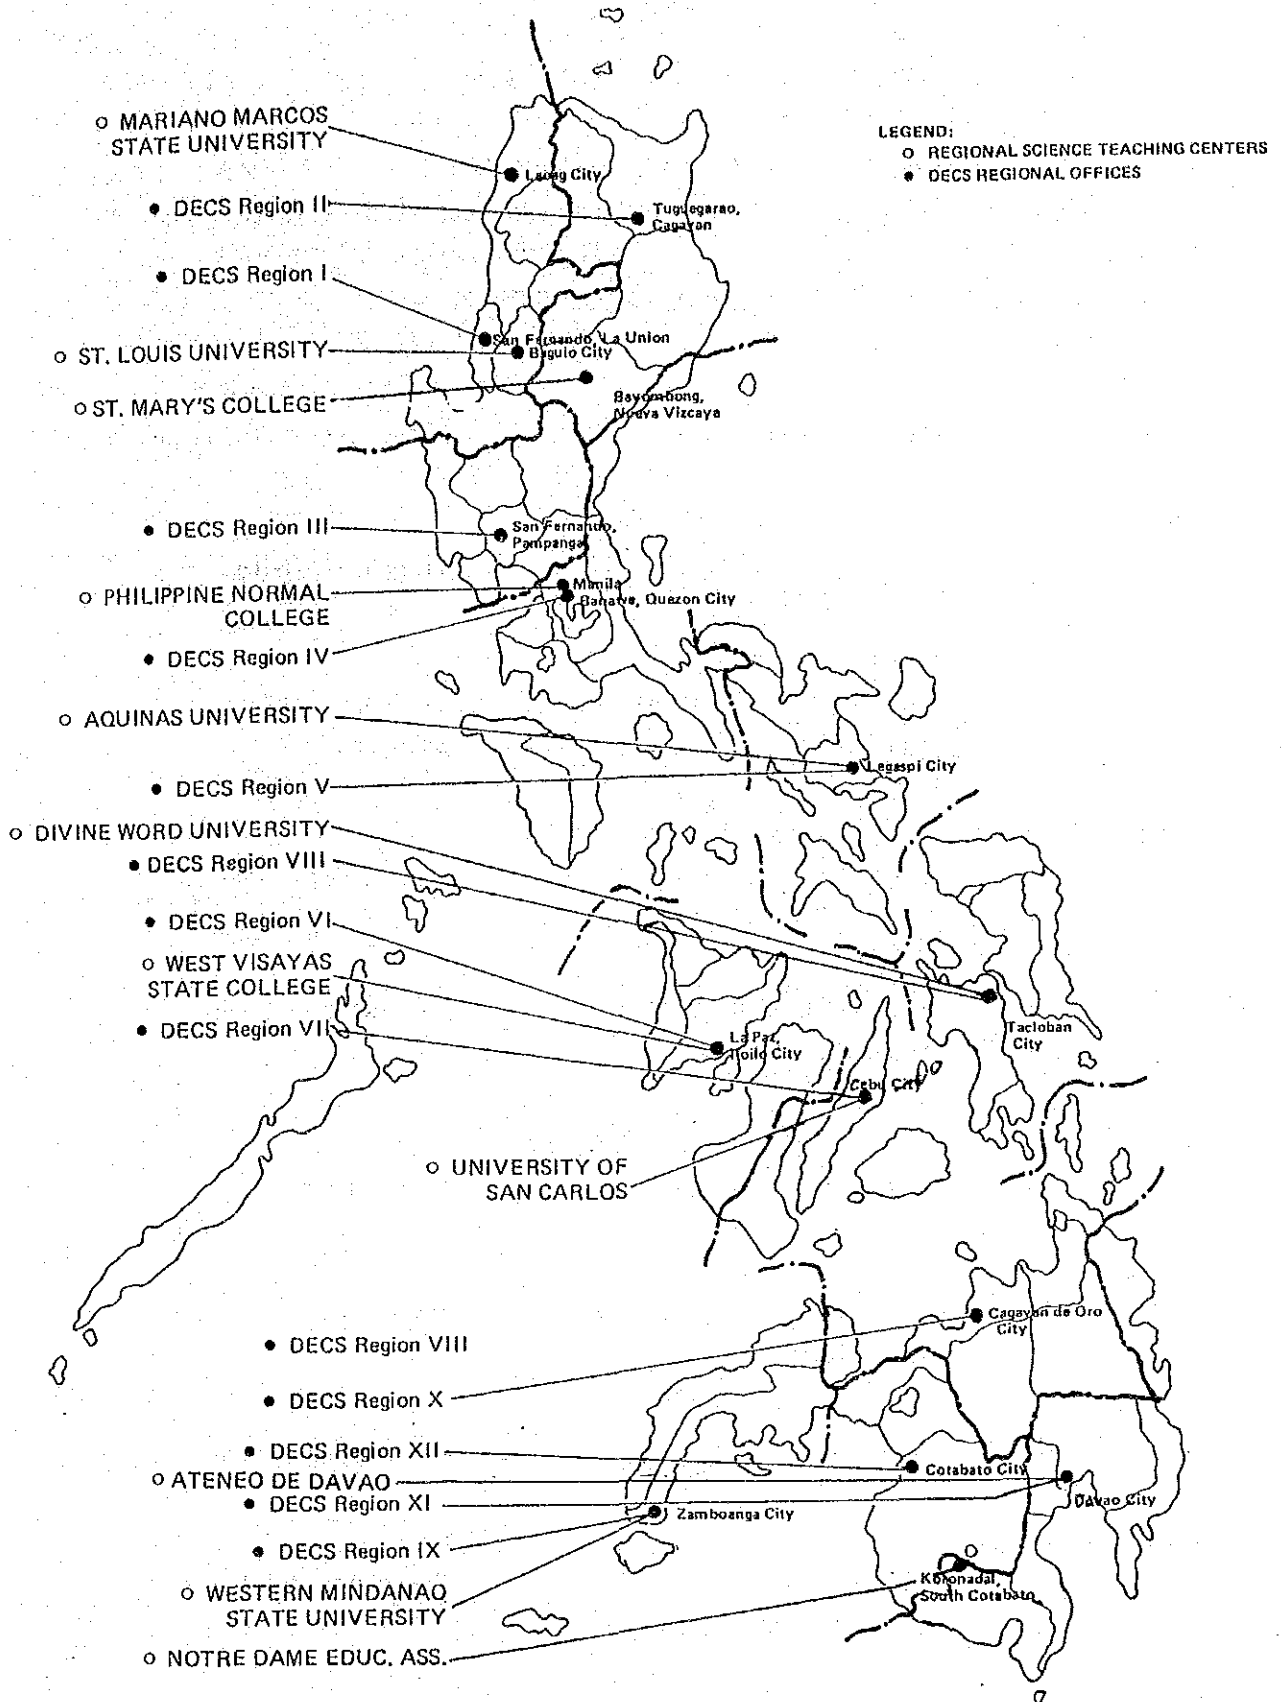 LEGEND:
○ REGIONAL SCIENCE TEACHING CENTERS
● DECS REGIONAL OFFICES
○ MARIANO MARCOS
STATE UNIVERSITY
Laoag City
● DECS Region II
Tuguegarao,
Cagayan
● DECS Region I
San Fernando, La Union
○ ST. LOUIS UNIVERSITY
Baguio City
○ ST. MARY'S COLLEGE
Bayombong,
Nueva Vizcaya
● DECS Region III
San Fernando,
Pampanga
○ PHILIPPINE NORMAL
COLLEGE
Manila
Banawe, Quezon City
● DECS Region IV
○ AQUINAS UNIVERSITY
Legaspi City
● DECS Region V
○ DIVINE WORD UNIVERSITY
● DECS Region VIII
● DECS Region VI
○ WEST VISAYAS
STATE COLLEGE
● DECS Region VII
Tacloban
City
La Paz,
Iloilo City
Cebu City
○ UNIVERSITY OF
SAN CARLOS
Cagayan de Oro
City
● DECS Region VIII
● DECS Region X
● DECS Region XII
Cotabato City
○ ATENEO DE DAVAO
● DECS Region XI
Davao City
Zamboanga City
● DECS Region IX
Koronadal,
South Cotabato
○ WESTERN MINDANAO
STATE UNIVERSITY
○ NOTRE DAME EDUC. ASS.